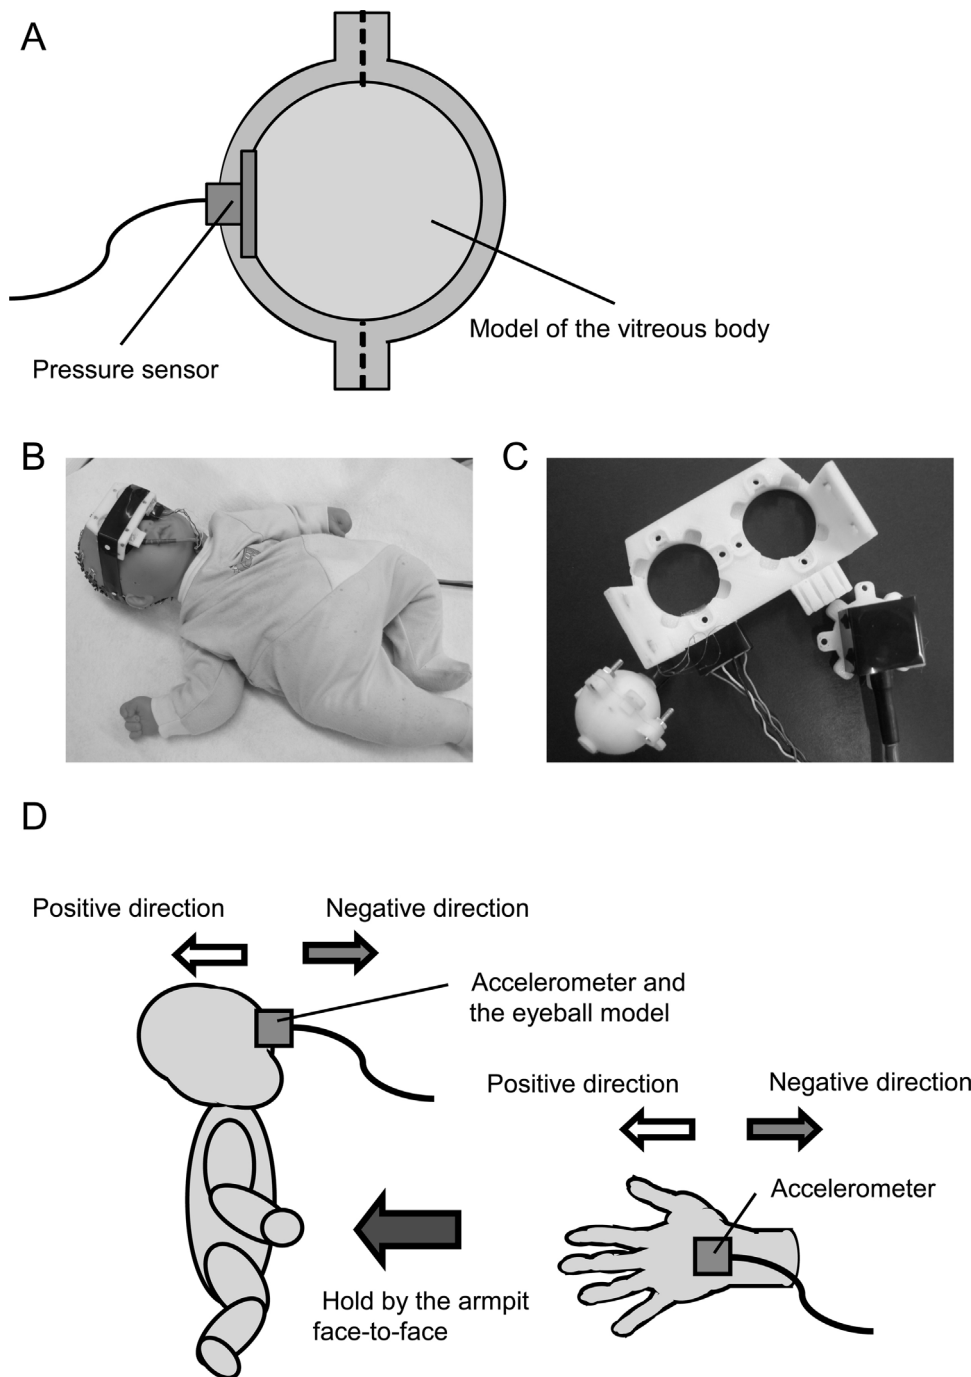 A
Model of the vitreous body
Pressure sensor
B
C
D
Positive direction
Negative direction
Accelerometer and
the eyeball model
Positive direction
Negative direction
Accelerometer
Hold by the armpit
face-to-face